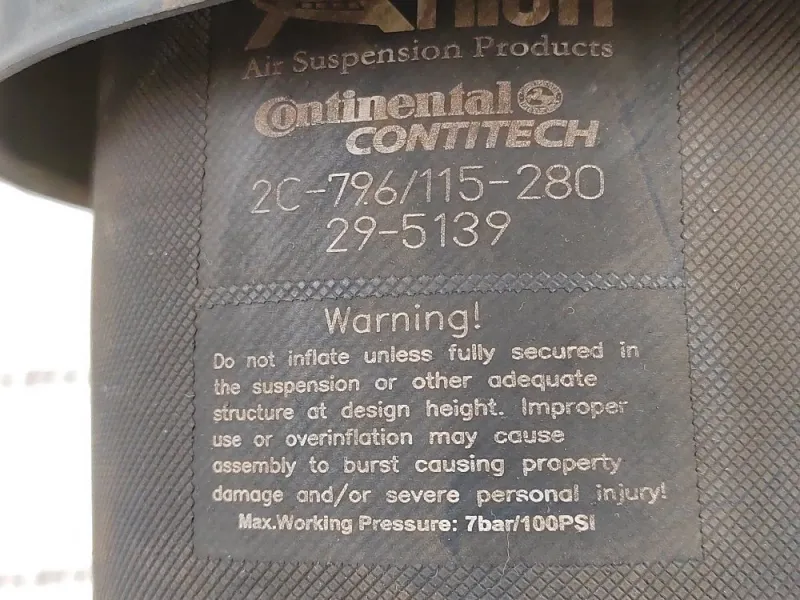 Air Suspension Products
Continental
CONTITECH
2C-796/115-280
29-5139
Warning!
Do not inflate unless fully secured in
the suspension or other adequate
structure at design height. Improper
use or overinflation may cause
assembly to burst causing property
damage and/or severe personal injury!
Max.Working Pressure: 7bar/100PSI